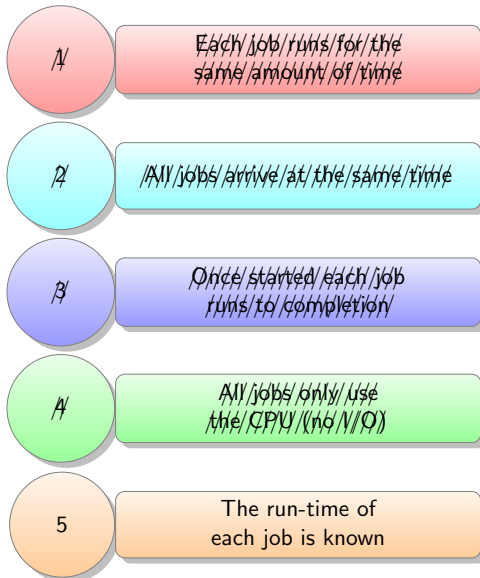 1
Each job runs for the
same amount of time
2
All jobs arrive at the same time
3
Once started each job
runs to completion
4
All jobs only use
the CPU (no I/O)
5
The run-time of
each job is known